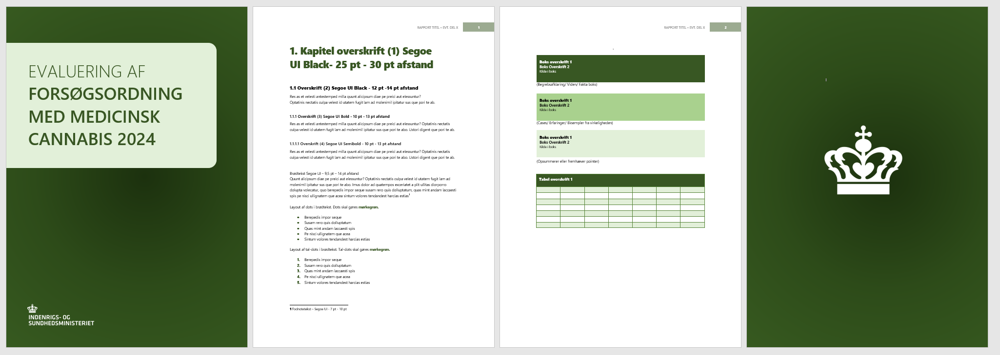 EVALUERING AF
FORSØGSORDNING
MED MEDICINSK
CANNABIS 2024
INDENRIGS- OG
SUNDHEDSMINISTERIET
RAPPORT TITEL – EVT. DEL X 1
1. Kapitel overskrift (1) Segoe
UI Black- 25 pt - 30 pt afstand
1.1 Overskrift (2) Segoe UI Black - 12 pt -14 pt afstand
Res as et velesti antestemped milla quunt alicipsum diae pe preici aut elessuntur?
Optatinis nectatis culpa velest id utatem fugit lam ad molenimil ipitatur sus que pori te ab.
1.1.1 Overskrift (3) Segoe UI Bold - 10 pt - 13 pt afstand
Res as et velesti antestemped milla quunt alicipsum diae pe preici aut elessuntur? Optatinis nectatis
culpa velest id utatem fugit lam ad molenimil ipitatur sus que pori te abo. Ustori digent que pori te ab.
1.1.1.1 Overskrift (4) Segoe UI Semibold - 10 pt - 13 pt afstand
Res as et velesti antestemped milla quunt alicipsum diae pe preici aut elessuntur? Optatinis nectatis
culpa velest id utatem fugit lam ad molenimil ipitatur sus que pori te abo. Ustori digent que pori te ab.
Brødtekst Segoe UI – 9,5 pt – 14 pt afstand
Quunt alicipsum diae pe preici aut elessuntur? Optatinis nectatis culpa velest id utatem fugit lam ad
molenimil ipitatur sus que pori te abo. Imus dolor ad quatempos exceriatet a plit ullitas diorporro
dolupta volecatur, quo berepedis impor seque susam rero quis dolluptatum, quas mint andam laccaesti
spis pe nisci ullignatem que acea sintum volores tendandest harcias estias¹
Layout af dots i brødtekst. Dots skal gøres mørkegrøn.
• Berepedis impor seque
• Susam rero quis dolluptatum
• Quas mint andam laccaesti spis
• Pe nisci ullignatem que acea
• Sintum volores tendandest harcias estias
Layout af tal-dots i brødtekst. Tal-dots skal gøres mørkegrøn.
1. Berepedis impor seque
2. Susam rero quis dolluptatum
3. Quas mint andam laccaesti spis
4. Pe nisci ullignatem que acea
5. Sintum volores tendandest harcias estias
1 Fodnotetekst – Segoe UI - 7 pt - 10 pt
RAPPORT TITEL – EVT. DEL X 2
Boks overskrift 1
Boks Overskrift 2
Kilde i boks
(Begrebsafklaring/ Viden/ Fakta boks)
Boks overskrift 1
Boks Overskrift 2
Kilde i boks
(Cases/ Erfaringer/ Eksempler fra virkeligheden)
Boks overskrift 1
Boks Overskrift 2
Kilde i boks
(Opsummerer eller fremhæver pointer)
Tabel overskrift 1